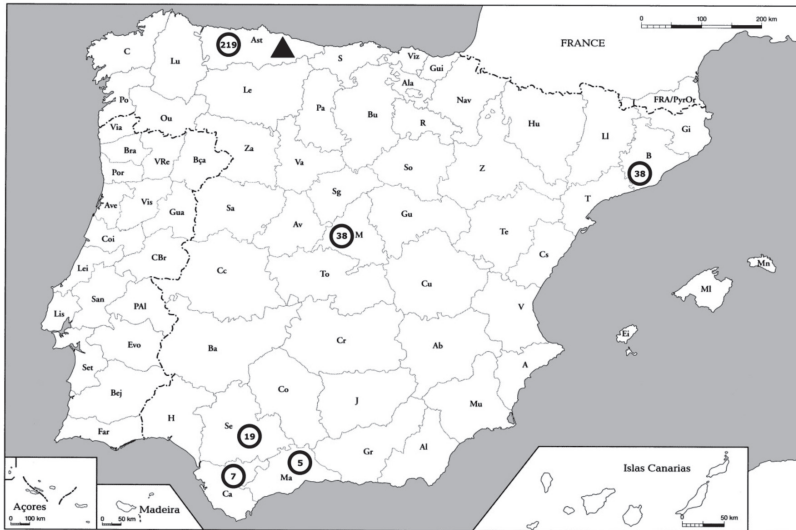 0 100 200 km
219
Ast
C
Lu
S
Viz
Gui
FRANCE
Ala
Le
Po
Pa
Bu
Nav
FRA/PyrOr
R
Hu
Ll
Gi
Ou
Via
Bra
VRe
Bça
Za
Va
So
Z
B
38
Por
Sg
T
Ave
Vis
Gua
Sa
Av
38
M
Gu
Te
Coi
CBr
Cs
Lei
Cc
To
Cu
Mn
Ml
San
PAl
V
Lis
Ei
Evo
Ba
Cr
Ab
A
Set
Bej
Co
J
Mu
Far
H
Se
19
Gr
Al
5
Ma
7
Ca
Açores
0 100 km
Madeira
0 50 km
Islas Canarias
0 50 km